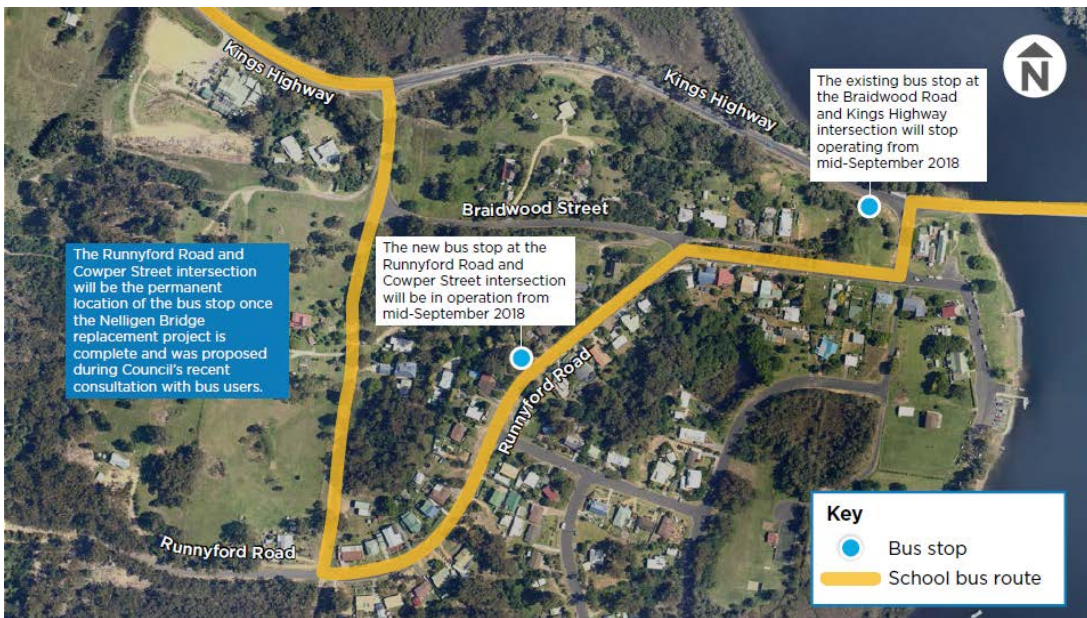 Kings Highway
Kings Highway
N
The existing bus stop at
the Braidwood Road
and Kings Highway
intersection will stop
operating from
mid-September 2018
Braidwood Street
The Runnyford Road and
Cowper Street intersection
will be the permanent
location of the bus stop once
the Nelligen Bridge
replacement project is
complete and was proposed
during Council's recent
consultation with bus users.
The new bus stop at the
Runnyford Road and
Cowper Street intersection
will be in operation from
mid-September 2018
Runnyford Road
Runnyford Road
Key
Bus stop
School bus route